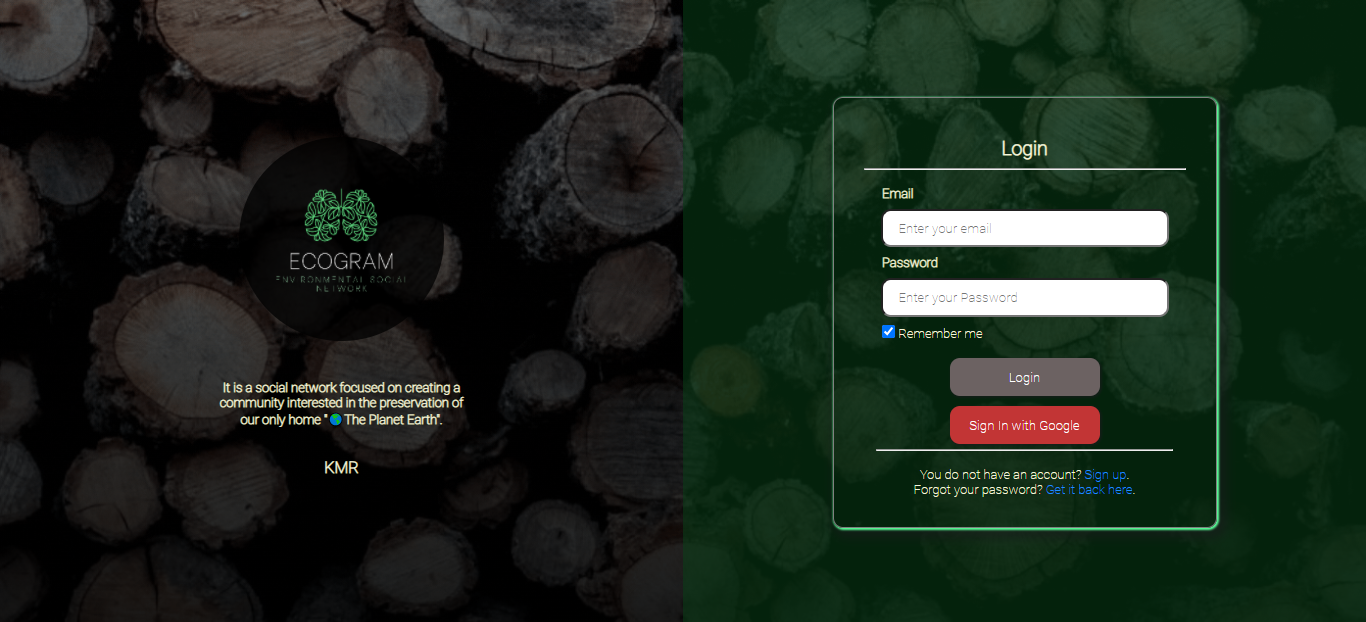 ECOGRAM
ENVIRONMENTAL SOCIAL
NETWORK
It is a social network focused on creating a
community interested in the preservation of
our only home "🌎 The Planet Earth".
KMR
Login
Email
Enter your email
Password
Enter your Password
Remember me
Login
Sign In with Google
You do not have an account? Sign up.
Forgot your password? Get it back here.